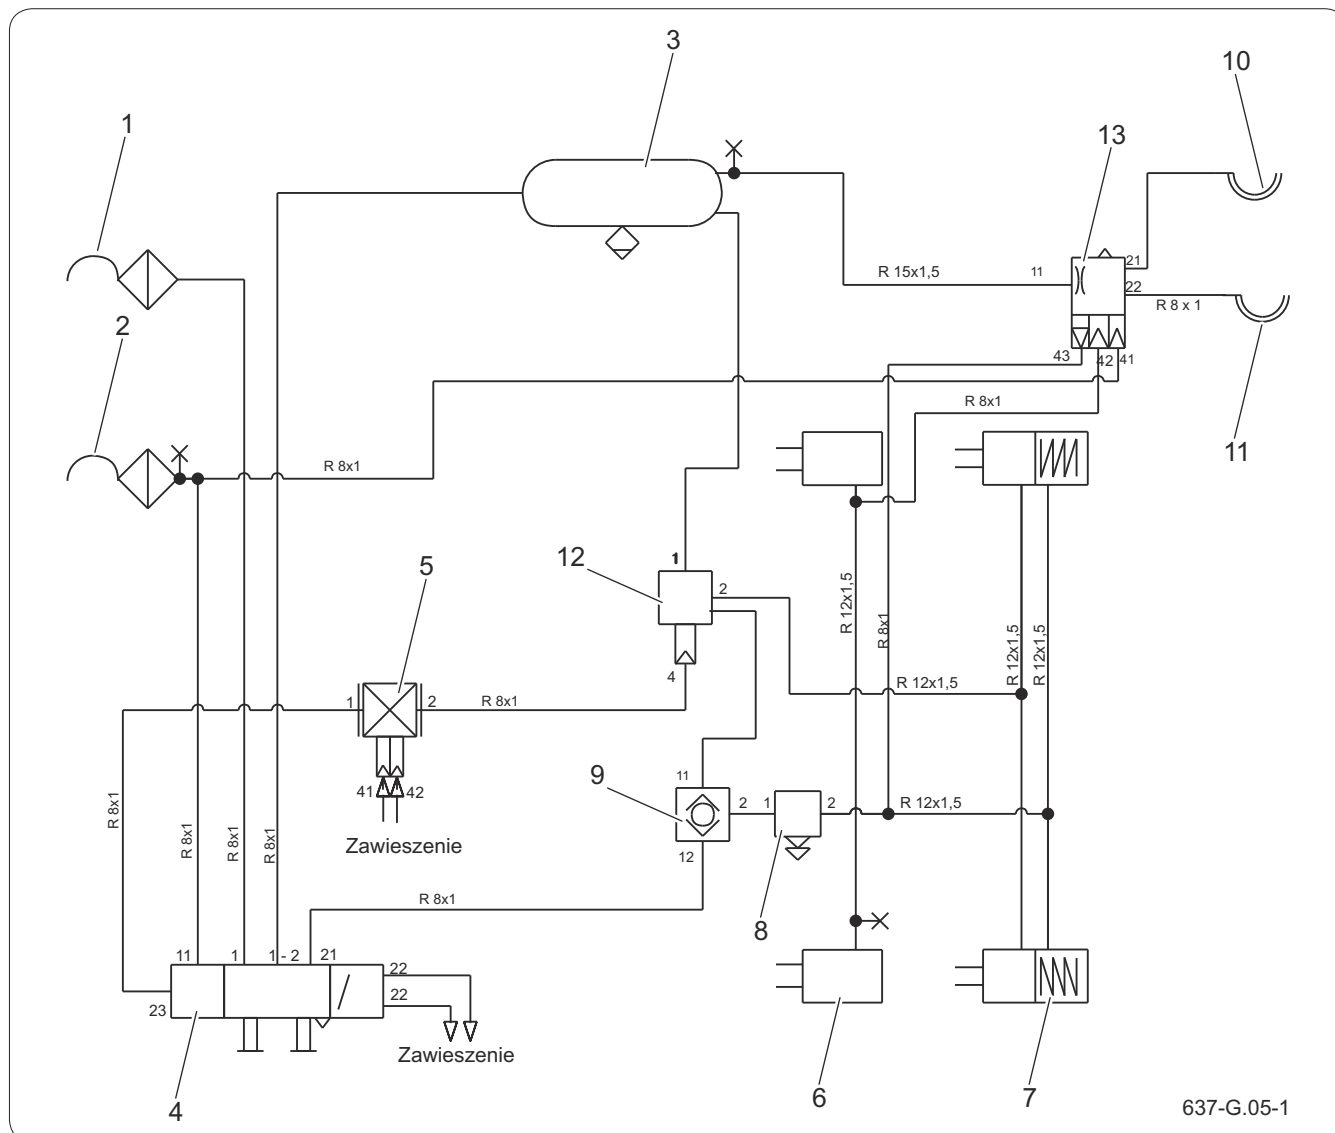 3
10
1
13
21
R 15x1,5
11
22
R 8 x 1
2
43
42
41
R 8x1
R 8x1
11
1
12
2
5
R 12x1,5
R 8x1
R 12x1,5
R 12x1,5
4
R 12x1,5
1
2
R 8x1
11
9
41
42
2
1
2
R 12x1,5
R 8x1
R 8x1
R 8x1
R 8x1
Zawieszenie
12
R 8x1
8
11
1
1 - 2
21
22
22
23
Zawieszenie
4
6
7
637-G.05-1